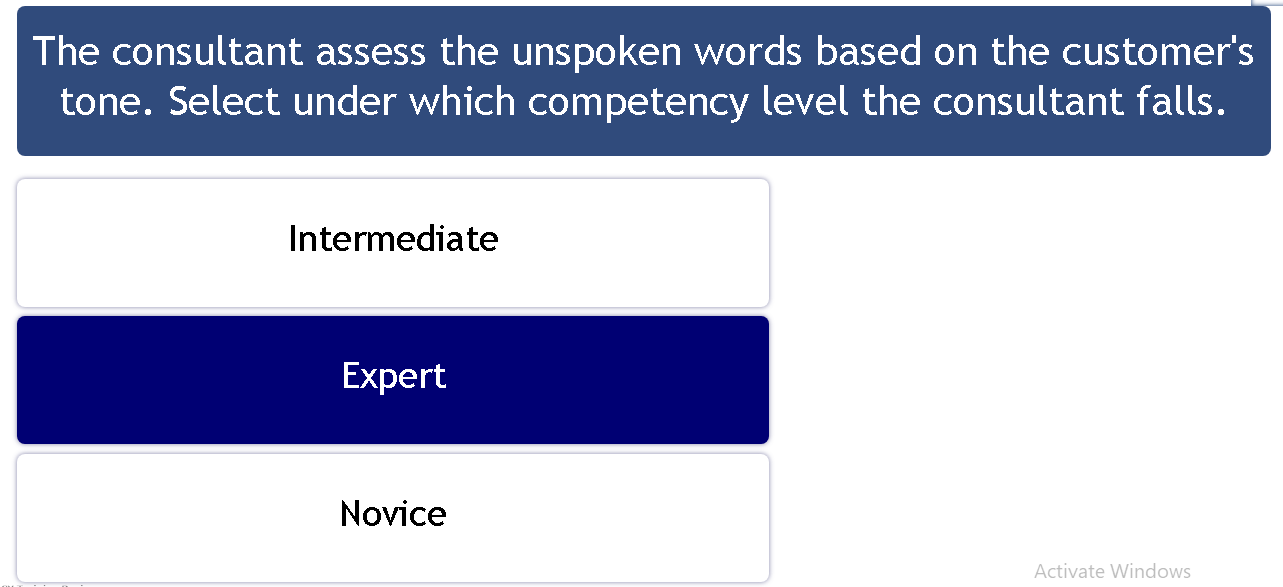 The consultant assess the unspoken words based on the customer's
tone. Select under which competency level the consultant falls.
Intermediate
Expert
Novice
Activate Windows